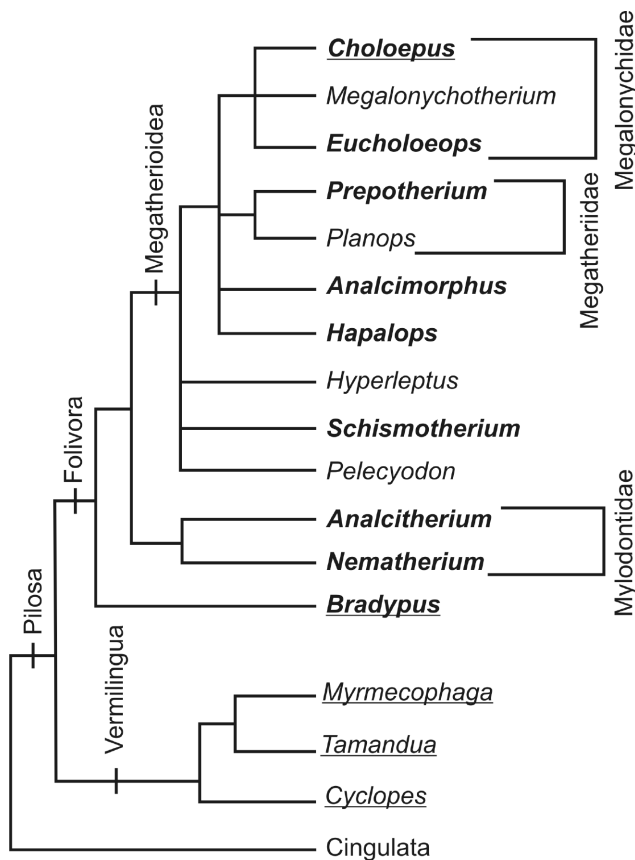 Choloepus
Megalonychotherium
Eucholoeops
Prepotherium
Planops
Analcimorphus
Hapalops
Hyperleptus
Schismotherium
Pelecyodon
Analcitherium
Nematherium
Bradypus
Myrmecophaga
Tamandua
Cyclopes
Cingulata
Megalonychidae
Megatheriidae
Mylodontidae
Megatherioidea
Folivora
Pilosa
Vermilingua